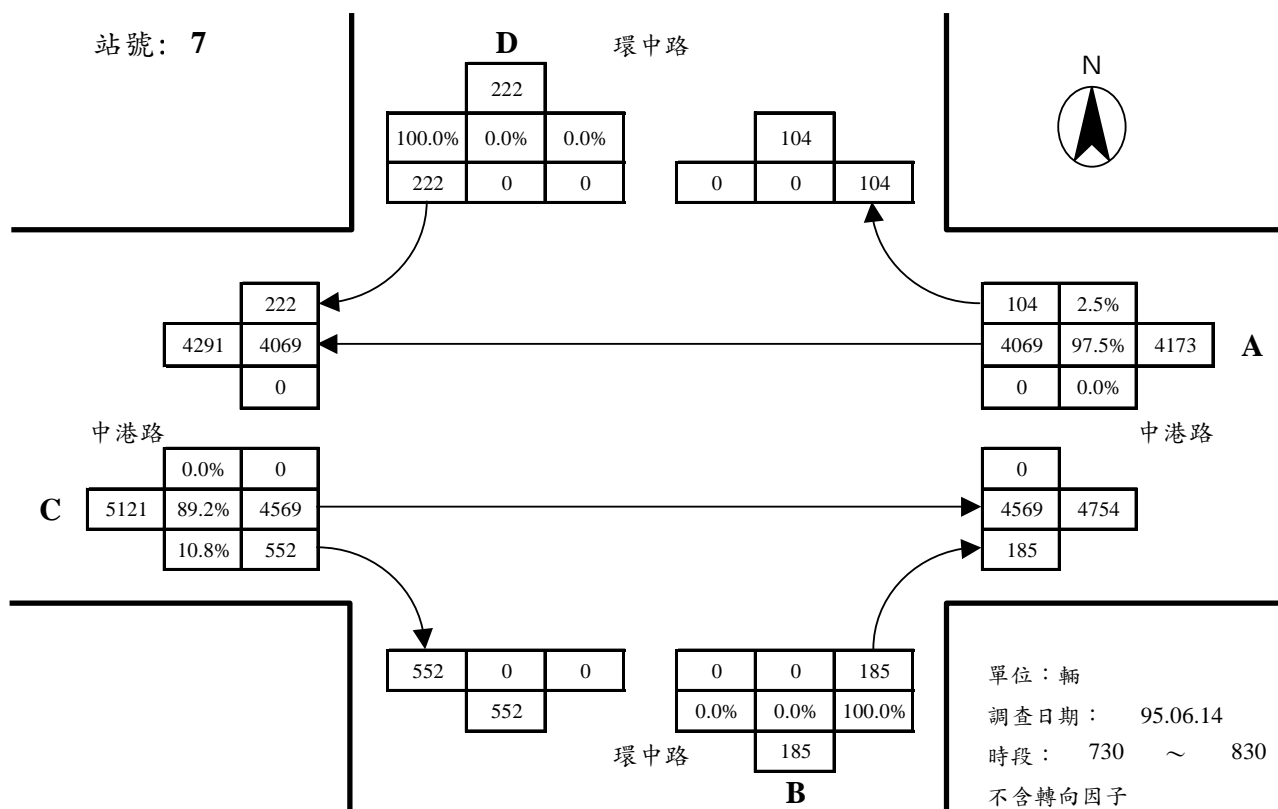 站號: 7
D
環中路
N
222
100.0% 0.0% 0.0%
222 0 0
104
0 0 104
222
4291 4069
0
104 2.5%
4069 97.5% 4173
0 0.0%
A
中港路
中港路
C
0.0% 0
5121 89.2% 4569
10.8% 552
0
4569 4754
185
552 0 0
552
0 0 185
0.0% 0.0% 100.0%
185
環中路
B
單位：輛
調查日期： 95.06.14
時段： 730 ～ 830
不含轉向因子